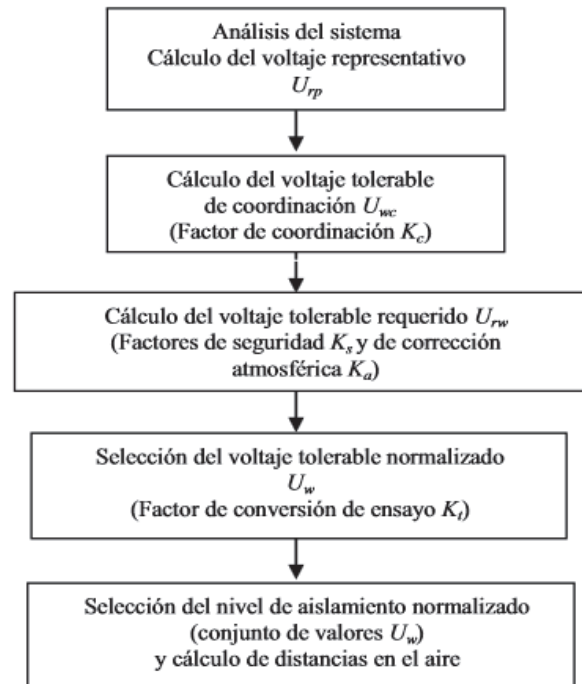 Análisis del sistema
Cálculo del voltaje representativo
U_rp
Cálculo del voltaje tolerable
de coordinación U_wc
(Factor de coordinación K_c)
Cálculo del voltaje tolerable requerido U_rw
(Factores de seguridad K_s y de corrección
atmosférica K_a)
Selección del voltaje tolerable normalizado
U_w
(Factor de conversión de ensayo K_t)
Selección del nivel de aislamiento normalizado
(conjunto de valores U_w)
y cálculo de distancias en el aire